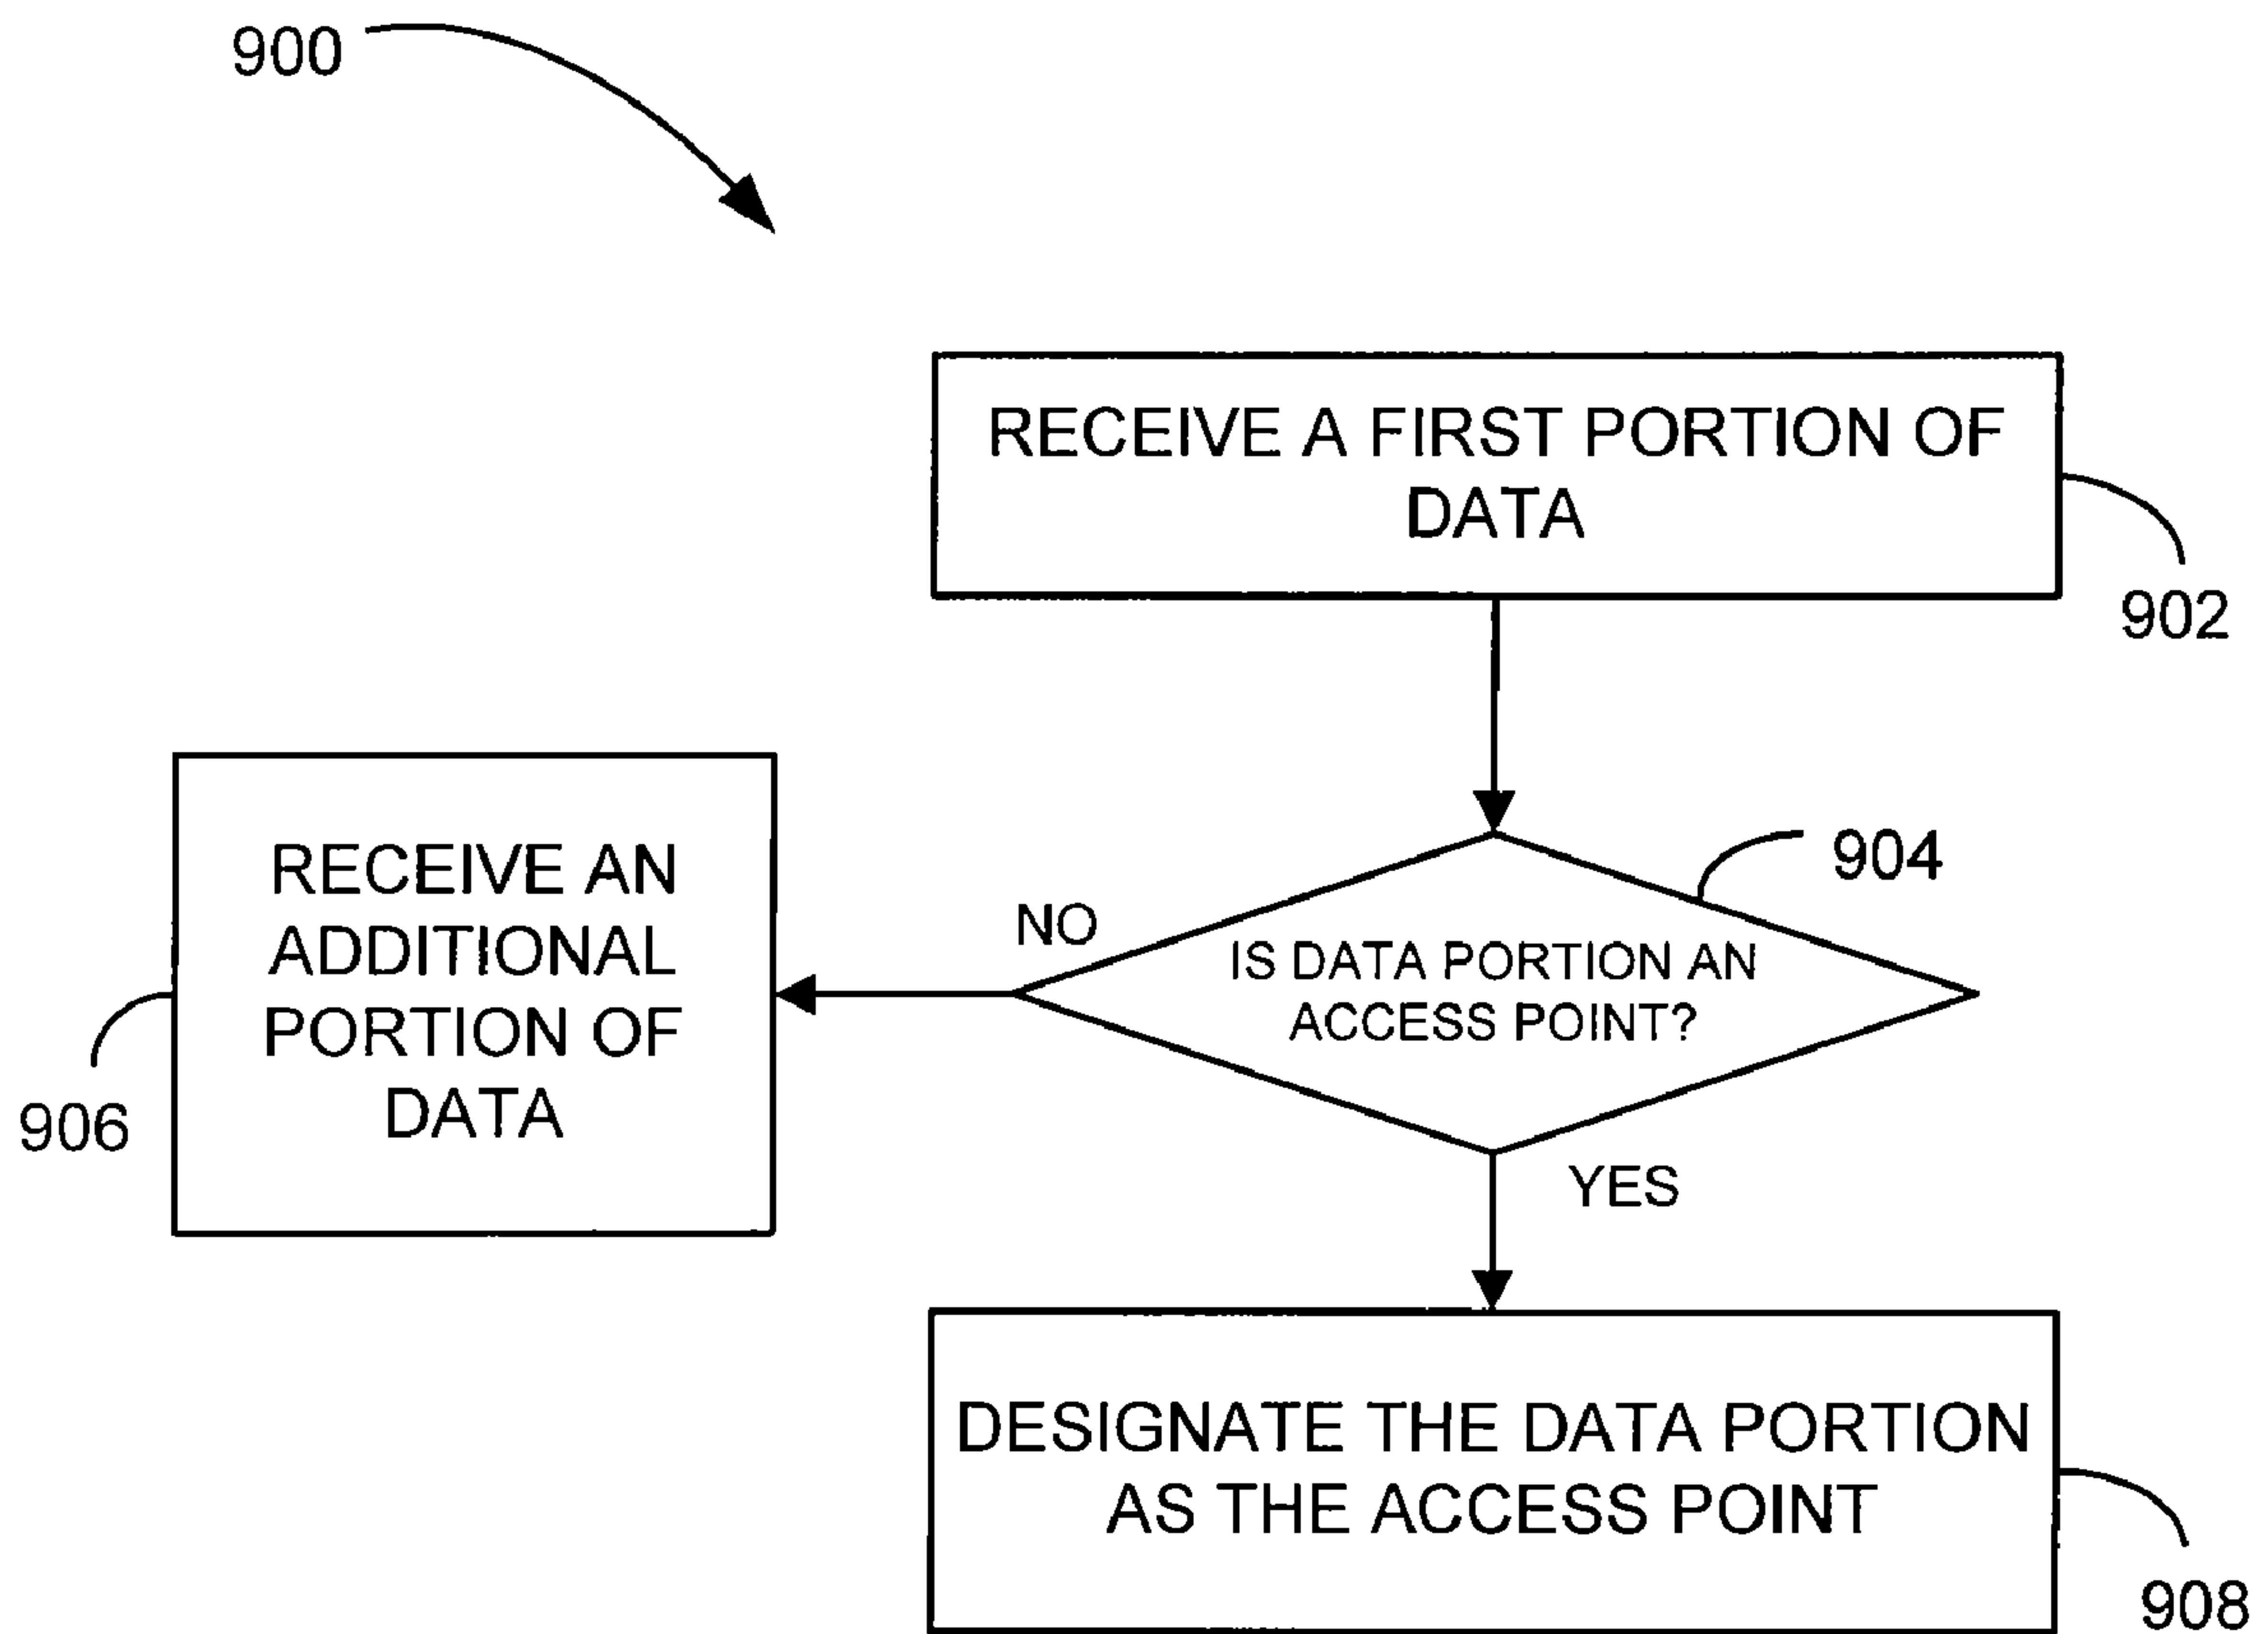 900
RECEIVE A FIRST PORTION OF
DATA
902
904
IS DATA PORTION AN
ACCESS POINT?
NO
RECEIVE AN
ADDITIONAL
PORTION OF
DATA
906
YES
DESIGNATE THE DATA PORTION
AS THE ACCESS POINT
908